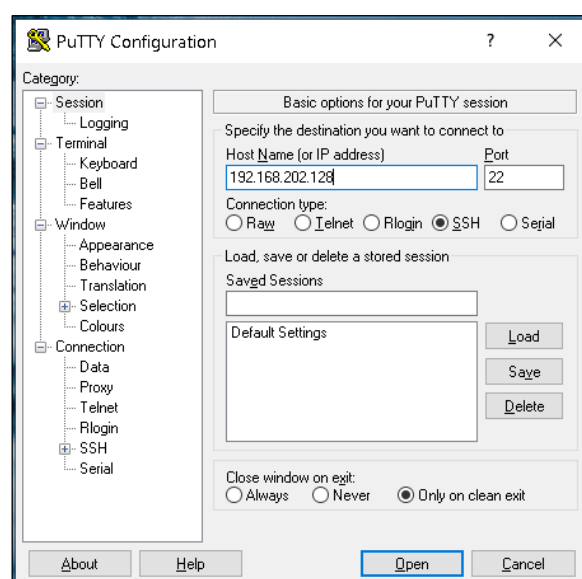 PuTTY Configuration ? ×
Category:
Session
Logging
Terminal
Keyboard
Bell
Features
Window
Appearance
Behaviour
Translation
Selection
Colours
Connection
Data
Proxy
Telnet
Rlogin
SSH
Serial
Basic options for your PuTTY session
Specify the destination you want to connect to
Host Name (or IP address) Port
192.168.202.128 22
Connection type:
Raw Telnet Rlogin SSH Serial
Load, save or delete a stored session
Saved Sessions
Default Settings
Load
Save
Delete
Close window on exit:
Always Never Only on clean exit
About Help Open Cancel